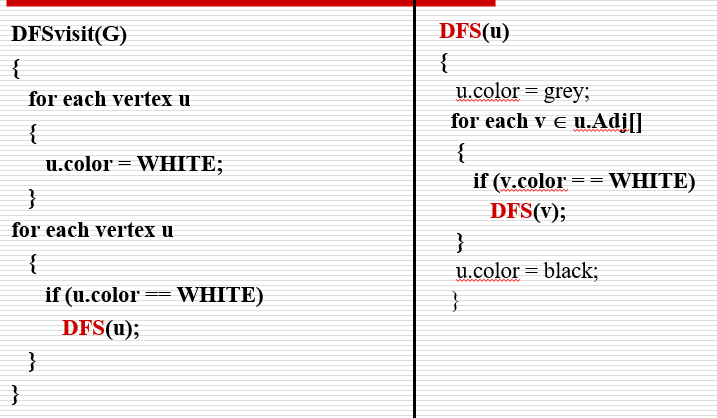 DFSvisit(G)
{
for each vertex u
{
u.color = WHITE;
}
for each vertex u
{
if (u.color == WHITE)
DFS(u);
}
}
DFS(u)
{
u.color = grey;
for each v ∈ u.Adj[]
{
if (v.color = = WHITE)
DFS(v);
}
u.color = black;
}